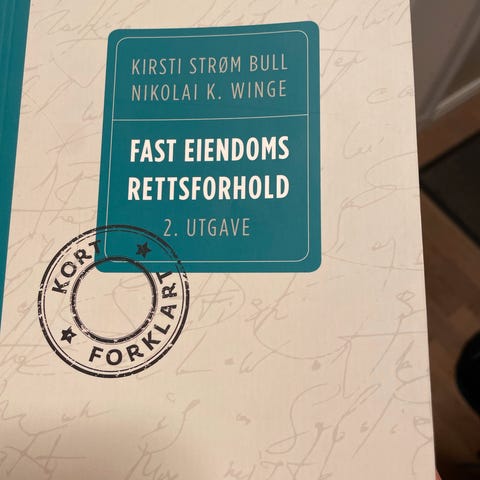 KIRSTI STRØM BULL
NIKOLAI K. WINGE
FAST EIENDOMS
RETTSFORHOLD
2. UTGAVE
KORT
FORKLART